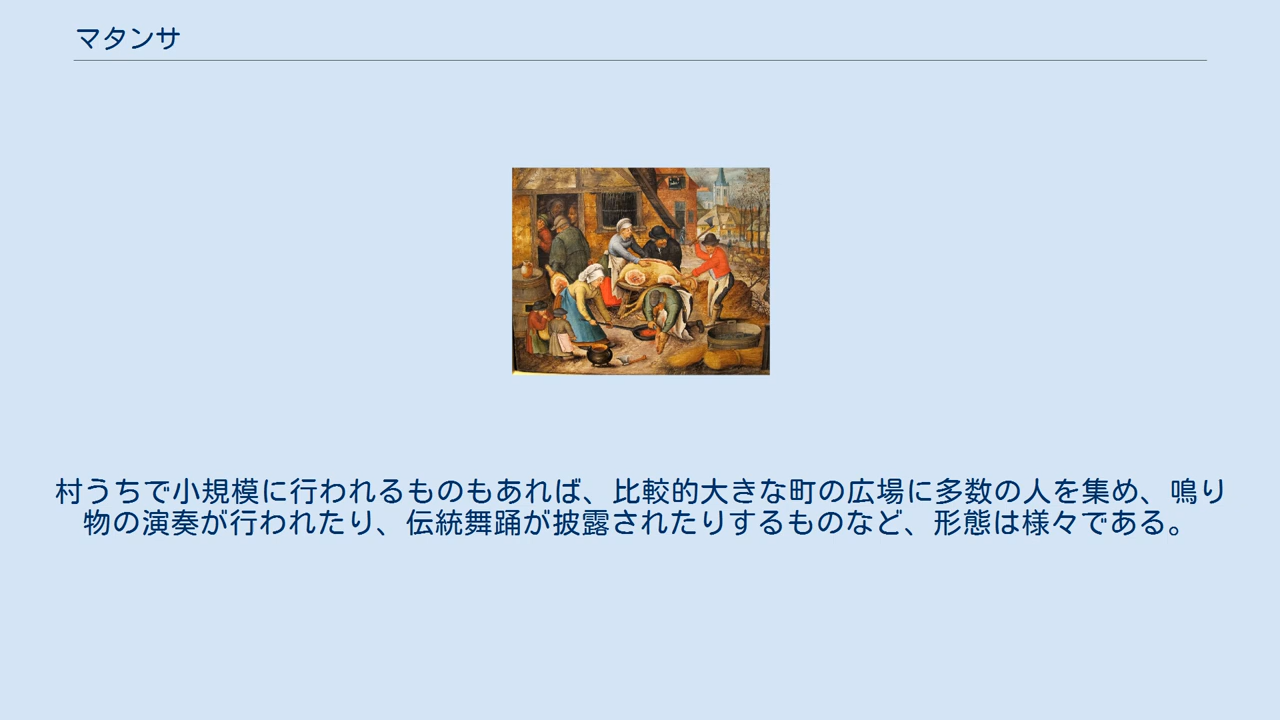 マタンサ
村うちで小規模に行われるものもあれば、比較的大きな町の広場に多数の人を集め、鳴り
物の演奏が行われたり、伝統舞踊が披露されたりするものなど、形態は様々である。